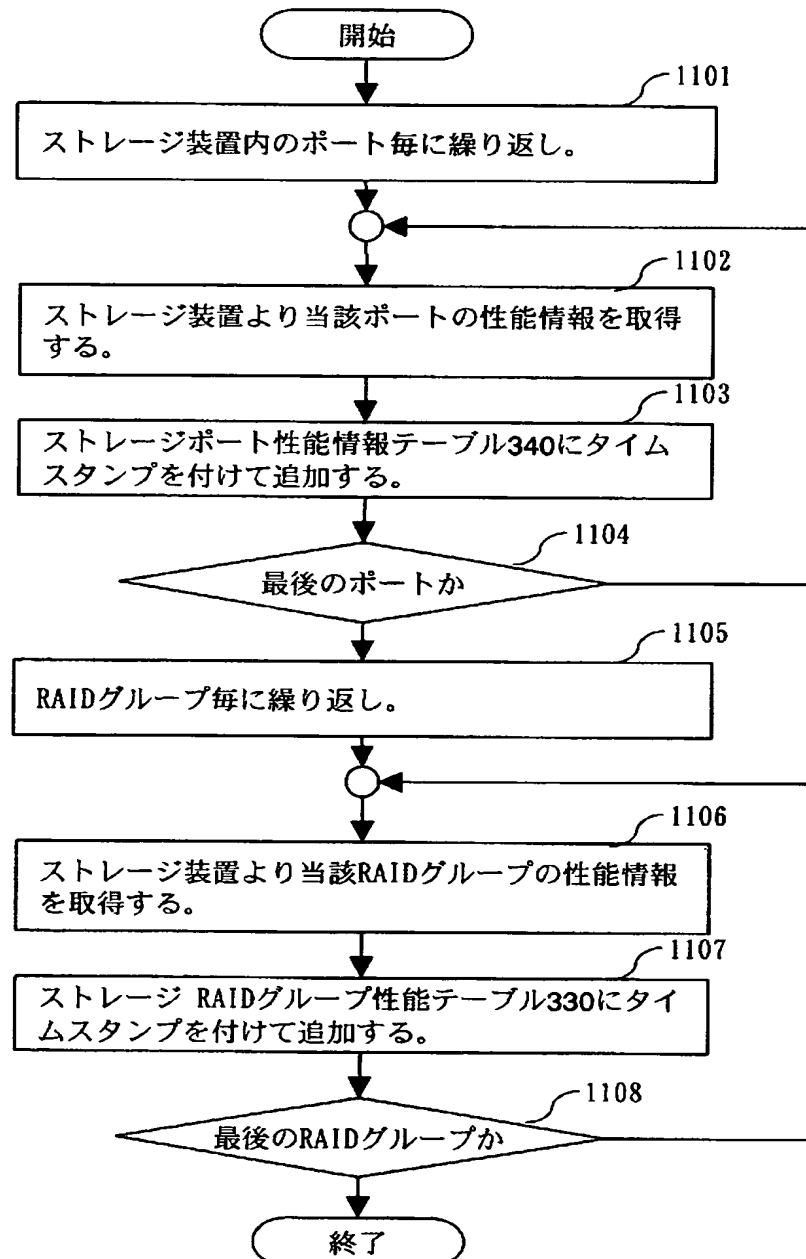 開始
1101
ストレージ装置内のポート毎に繰り返し。
1102
ストレージ装置より当該ポートの性能情報を取得
する。
1103
ストレージポート性能情報テーブル340にタイム
スタンプを付けて追加する。
1104
最後のポートか
1105
RAIDグループ毎に繰り返し。
1106
ストレージ装置より当該RAIDグループの性能情報
を取得する。
1107
ストレージ RAIDグループ性能テーブル330にタイ
ムスタンプを付けて追加する。
1108
最後のRAIDグループか
終了